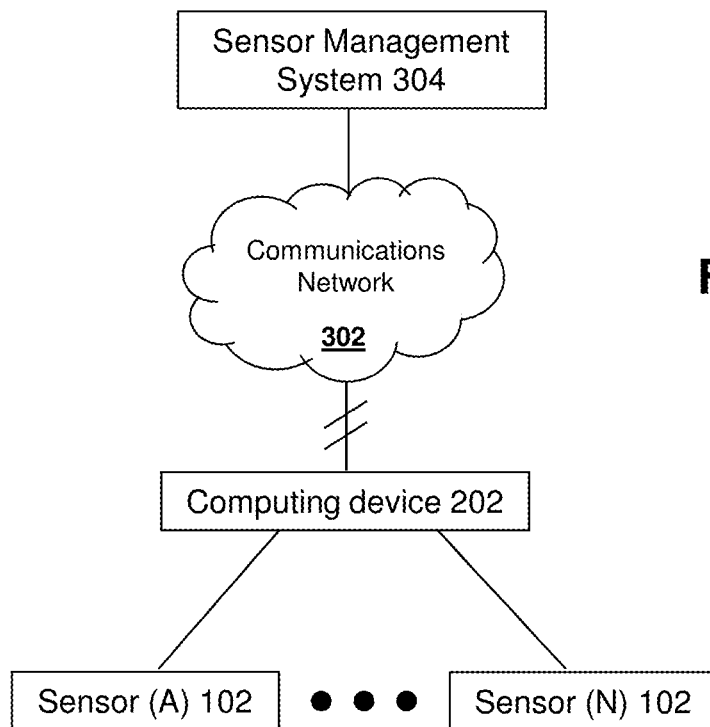 Sensor Management
System 304
Communications
Network
302
Computing device 202
Sensor (A) 102
Sensor (N) 102